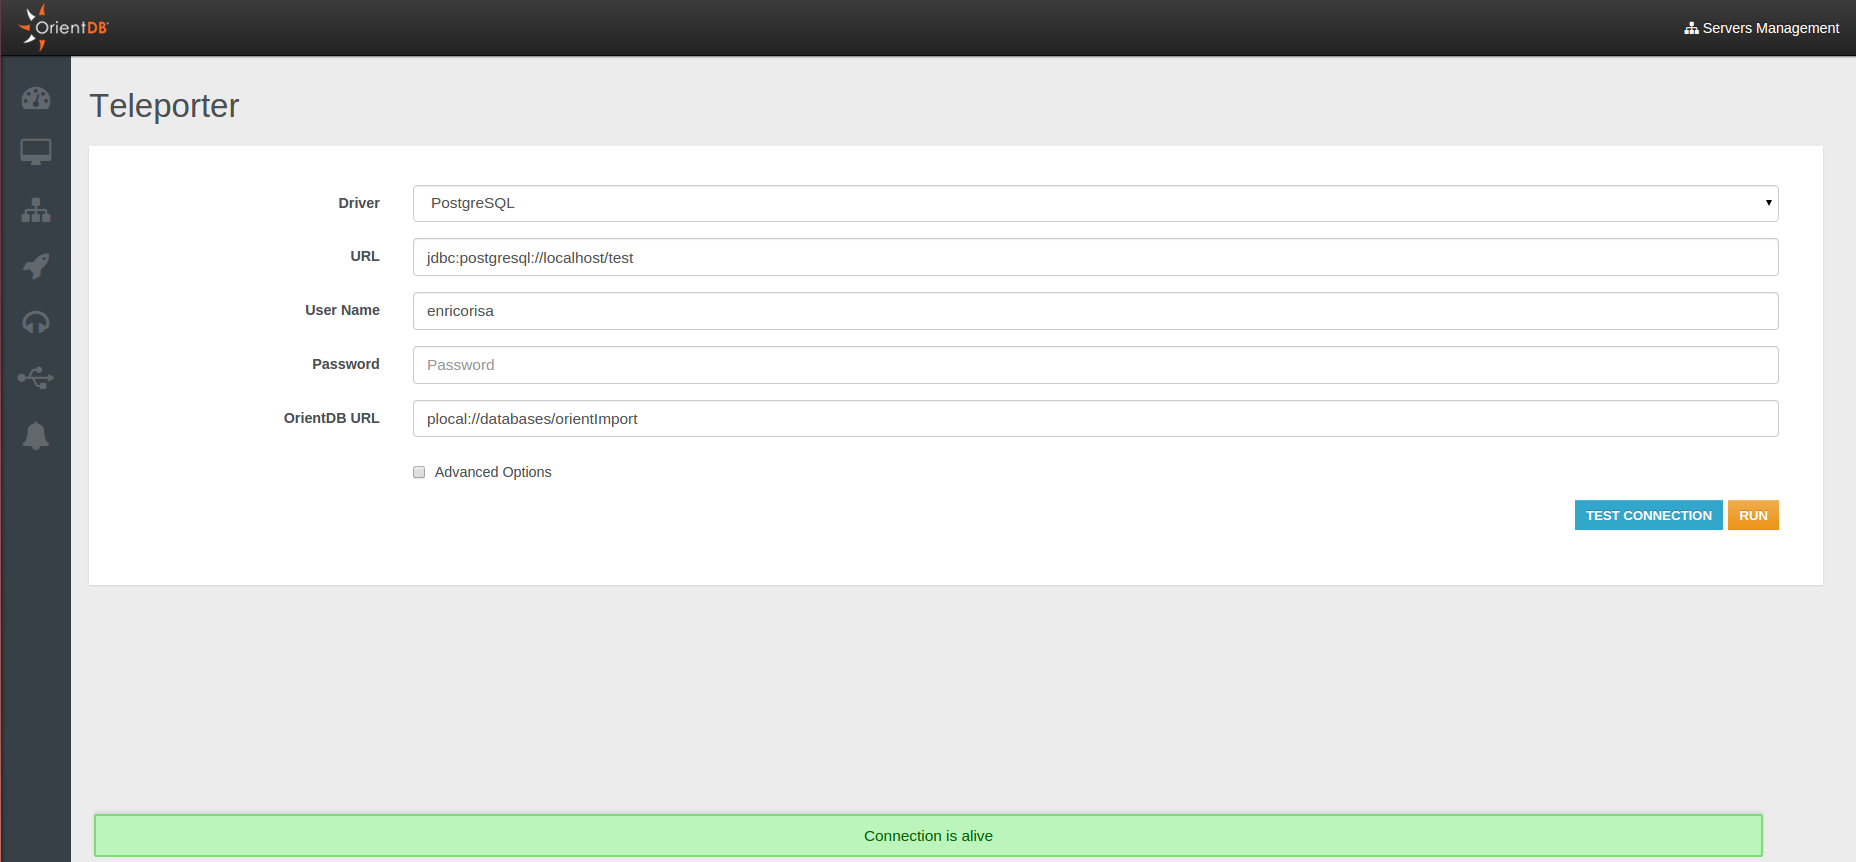 OrientDB
Servers Management
Teleporter
Driver
PostgreSQL
URL
jdbc:postgresql://localhost/test
User Name
enricorisa
Password
Password
OrientDB URL
plocal://databases/orientImport
Advanced Options
TEST CONNECTION
RUN
Connection is alive